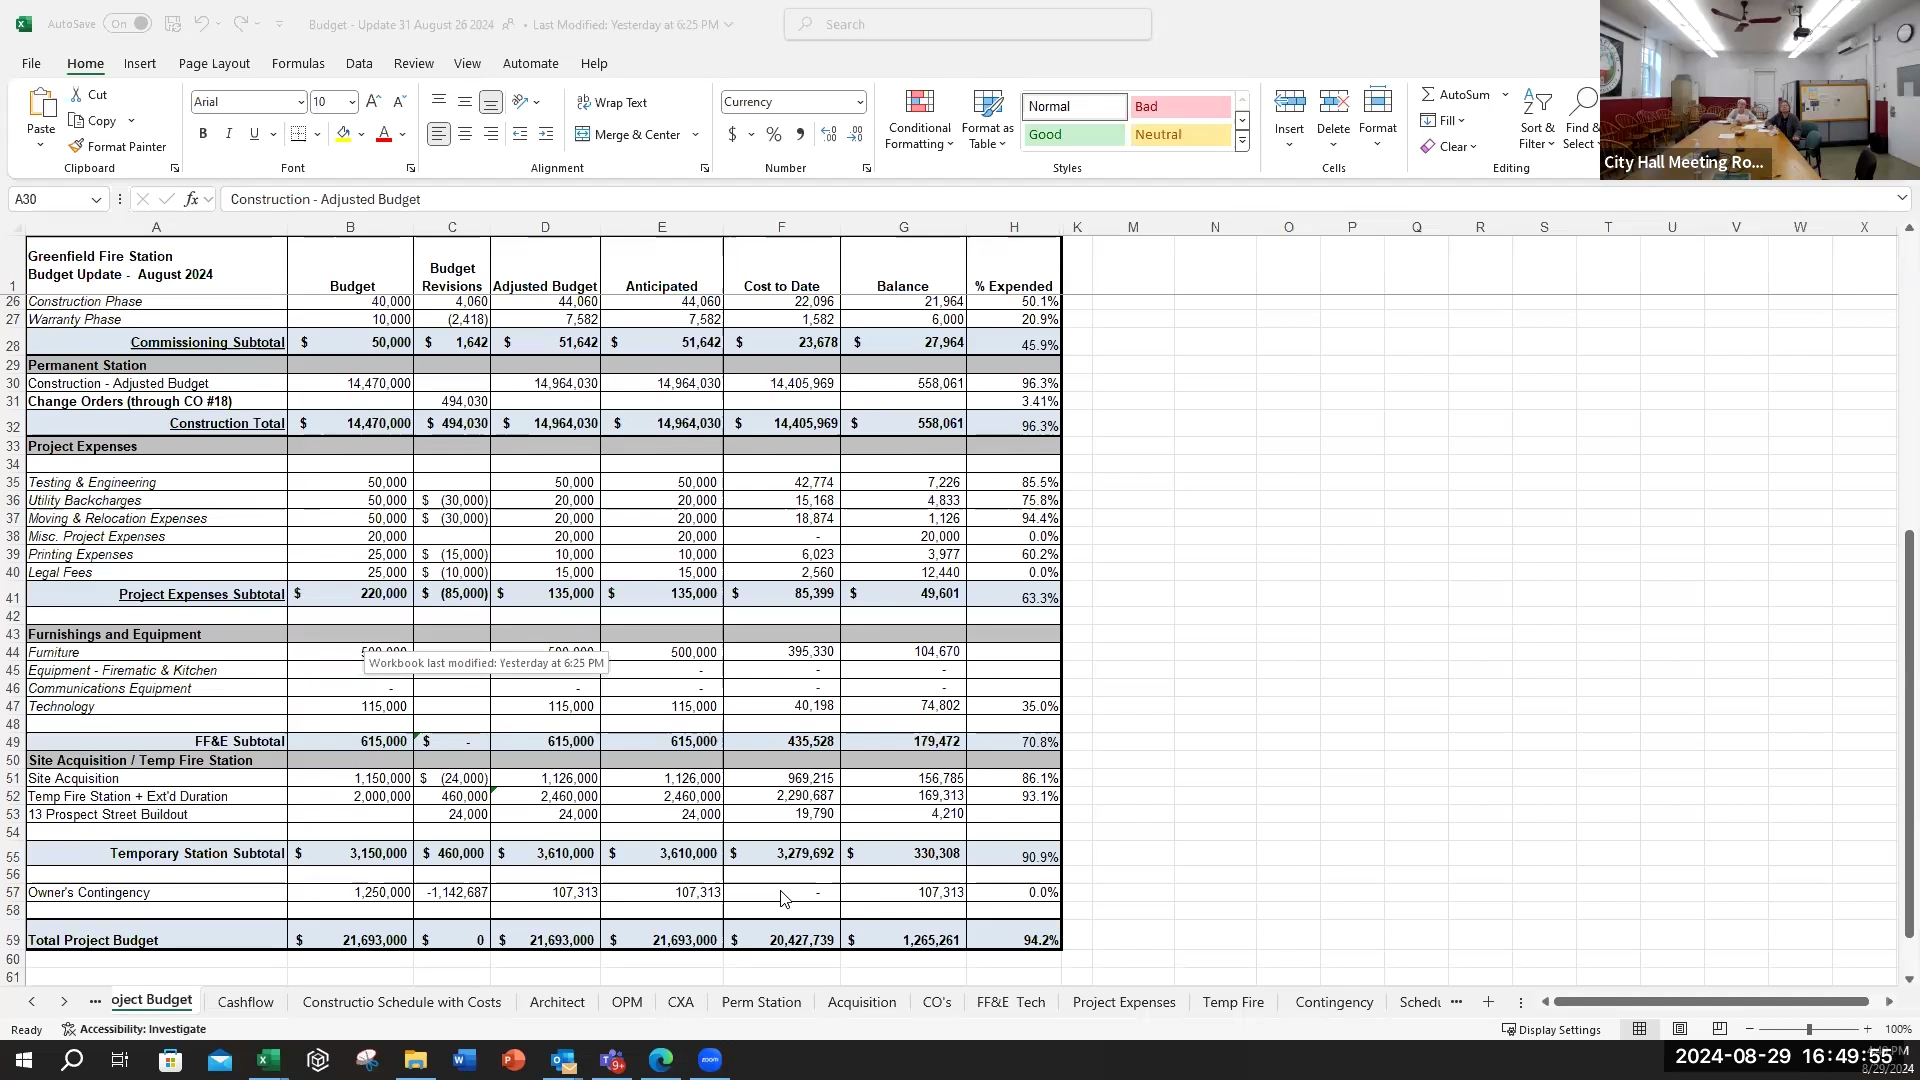 AutoSave On Budget - Update 31 August 26 2024 • Last Modified: Yesterday at 6:25 PM Search
File Home Insert Page Layout Formulas Data Review View Automate Help
Paste Cut Copy Format Painter
Clipboard
Arial 10
B I U
Font
Wrap Text
Merge & Center
Alignment
Currency
$ % ,
Number
Conditional Formatting
Format as Table
Normal Bad
Good Neutral
Styles
Insert Delete Format
Cells
AutoSum
Fill
Clear
Sort & Filter
Find & Select
Editing
City Hall Meeting Ro...
A30 fx Construction - Adjusted Budget
A B C D E F G H K M N O P Q R S T U V W X
Greenfield Fire Station
Budget Update - August 2024
1 Budget Budget Revisions Adjusted Budget Anticipated Cost to Date Balance % Expended
26 Construction Phase 40,000 4,060 44,060 44,060 22,096 21,964 50.1%
27 Warranty Phase 10,000 (2,418) 7,582 7,582 1,582 6,000 20.9%
28 Commissioning Subtotal $ 50,000 $ 1,642 $ 51,642 $ 51,642 $ 23,678 $ 27,964 45.9%
29 Permanent Station
30 Construction - Adjusted Budget 14,470,000 14,964,030 14,964,030 14,405,969 558,061 96.3%
31 Change Orders (through CO #18) 494,030 3.41%
32 Construction Total $ 14,470,000 $ 494,030 $ 14,964,030 $ 14,964,030 $ 14,405,969 $ 558,061 96.3%
33 Project Expenses
34
35 Testing & Engineering 50,000 50,000 50,000 42,774 7,226 85.5%
36 Utility Backcharges 50,000 $ (30,000) 20,000 20,000 15,168 4,833 75.8%
37 Moving & Relocation Expenses 50,000 $ (30,000) 20,000 20,000 18,874 1,126 94.4%
38 Misc. Project Expenses 20,000 20,000 20,000 - 20,000 0.0%
39 Printing Expenses 25,000 $ (15,000) 10,000 10,000 6,023 3,977 60.2%
40 Legal Fees 25,000 $ (10,000) 15,000 15,000 2,560 12,440 0.0%
41 Project Expenses Subtotal $ 220,000 $ (85,000) $ 135,000 $ 135,000 $ 85,399 $ 49,601 63.3%
42
43 Furnishings and Equipment
44 Furniture 500,000 395,330 104,670
Workbook last modified: Yesterday at 6:25 PM
45 Equipment - Firematic & Kitchen - - -
46 Communications Equipment - - - - -
47 Technology 115,000 115,000 115,000 40,198 74,802 35.0%
48
49 FF&E Subtotal 615,000 $ - 615,000 615,000 435,528 179,472 70.8%
50 Site Acquisition / Temp Fire Station
51 Site Acquisition 1,150,000 $ (24,000) 1,126,000 1,126,000 969,215 156,785 86.1%
52 Temp Fire Station + Ext'd Duration 2,000,000 460,000 2,460,000 2,460,000 2,290,687 169,313 93.1%
53 13 Prospect Street Buildout 24,000 24,000 24,000 19,790 4,210
54
55 Temporary Station Subtotal $ 3,150,000 $ 460,000 $ 3,610,000 $ 3,610,000 $ 3,279,692 $ 330,308 90.9%
56
57 Owner's Contingency 1,250,000 -1,142,687 107,313 107,313 - 107,313 0.0%
58
59 Total Project Budget $ 21,693,000 $ 0 $ 21,693,000 $ 21,693,000 $ 20,427,739 $ 1,265,261 94.2%
60
61
oject Budget Cashflow Constructio Schedule with Costs Architect OPM CXA Perm Station Acquisition CO's FF&E Tech Project Expenses Temp Fire Contingency Schedu
Ready Accessibility: Investigate Display Settings 100%
2024-08-29 16:49:55
8/29/2024